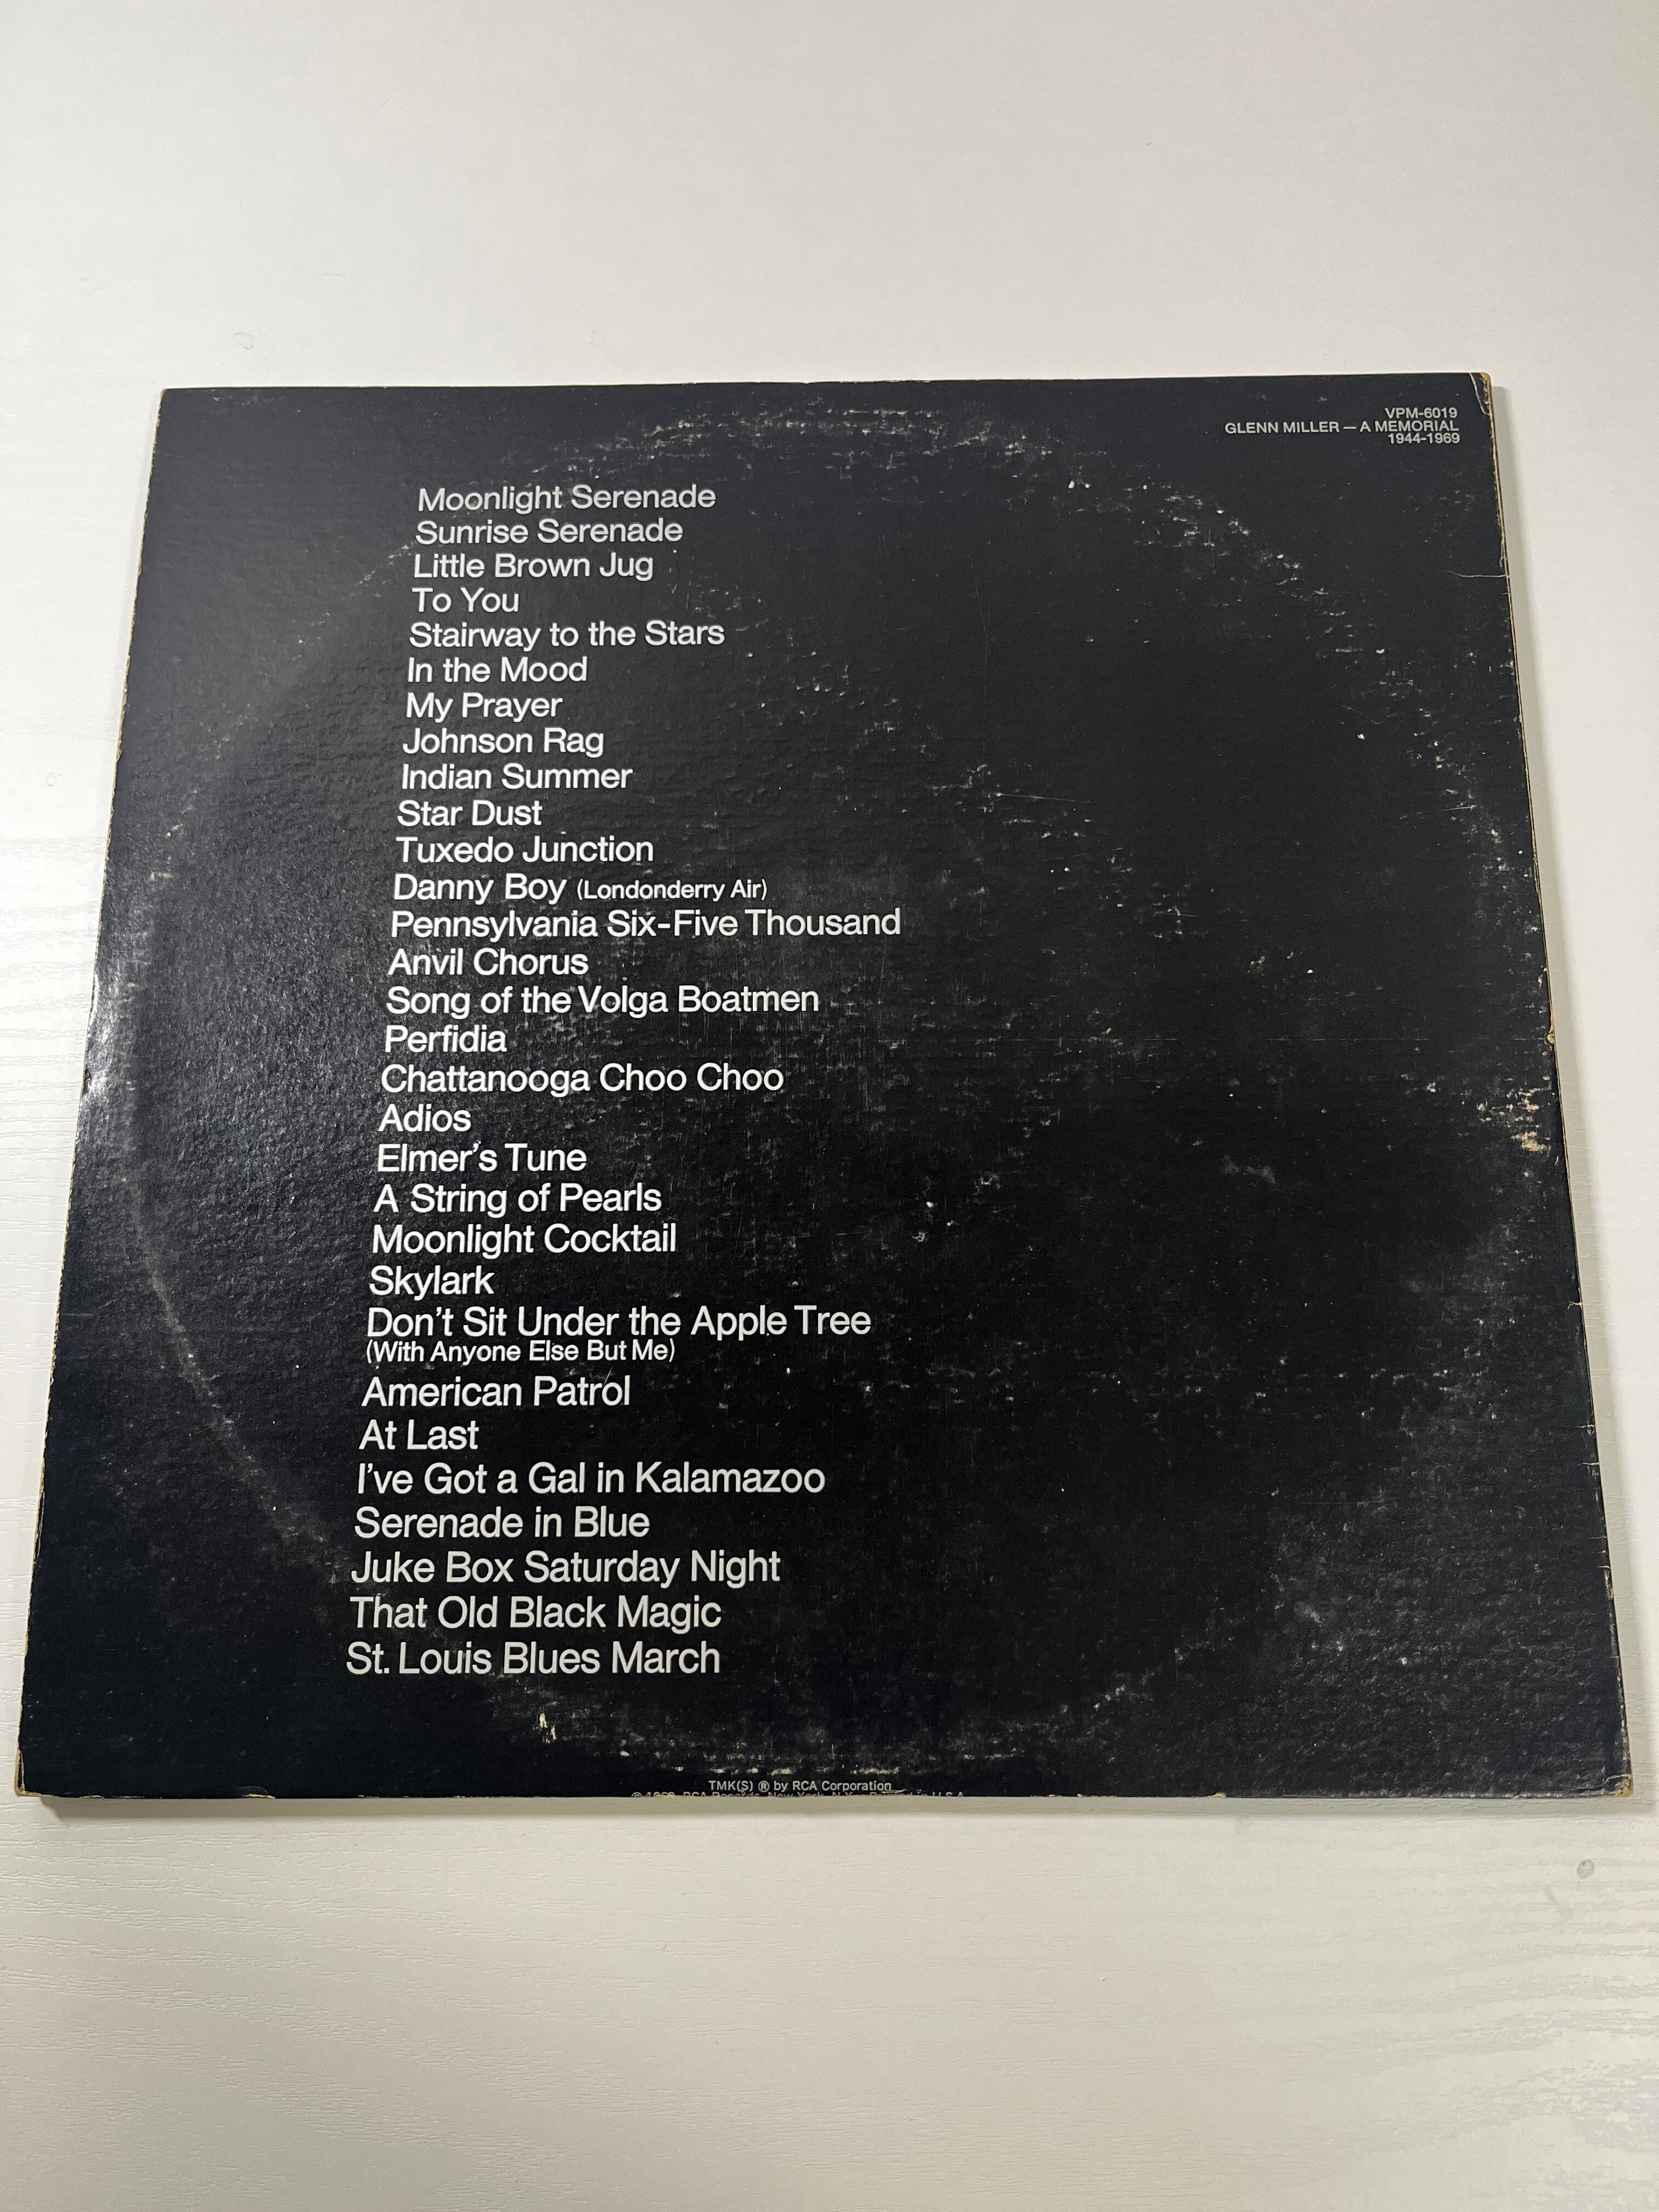 VPM-6019
GLENN MILLER — A MEMORIAL
1944-1969
Moonlight Serenade
Sunrise Serenade
Little Brown Jug
To You
Stairway to the Stars
In the Mood
My Prayer
Johnson Rag
Indian Summer
Star Dust
Tuxedo Junction
Danny Boy (Londonderry Air)
Pennsylvania Six-Five Thousand
Anvil Chorus
Song of the Volga Boatmen
Perfidia
Chattanooga Choo Choo
Adios
Elmer's Tune
A String of Pearls
Moonlight Cocktail
Skylark
Don't Sit Under the Apple Tree
(With Anyone Else But Me)
American Patrol
At Last
I've Got a Gal in Kalamazoo
Serenade in Blue
Juke Box Saturday Night
That Old Black Magic
St. Louis Blues March
TMK(S) ® by RCA Corporation
RCA Records, New York, N.Y.